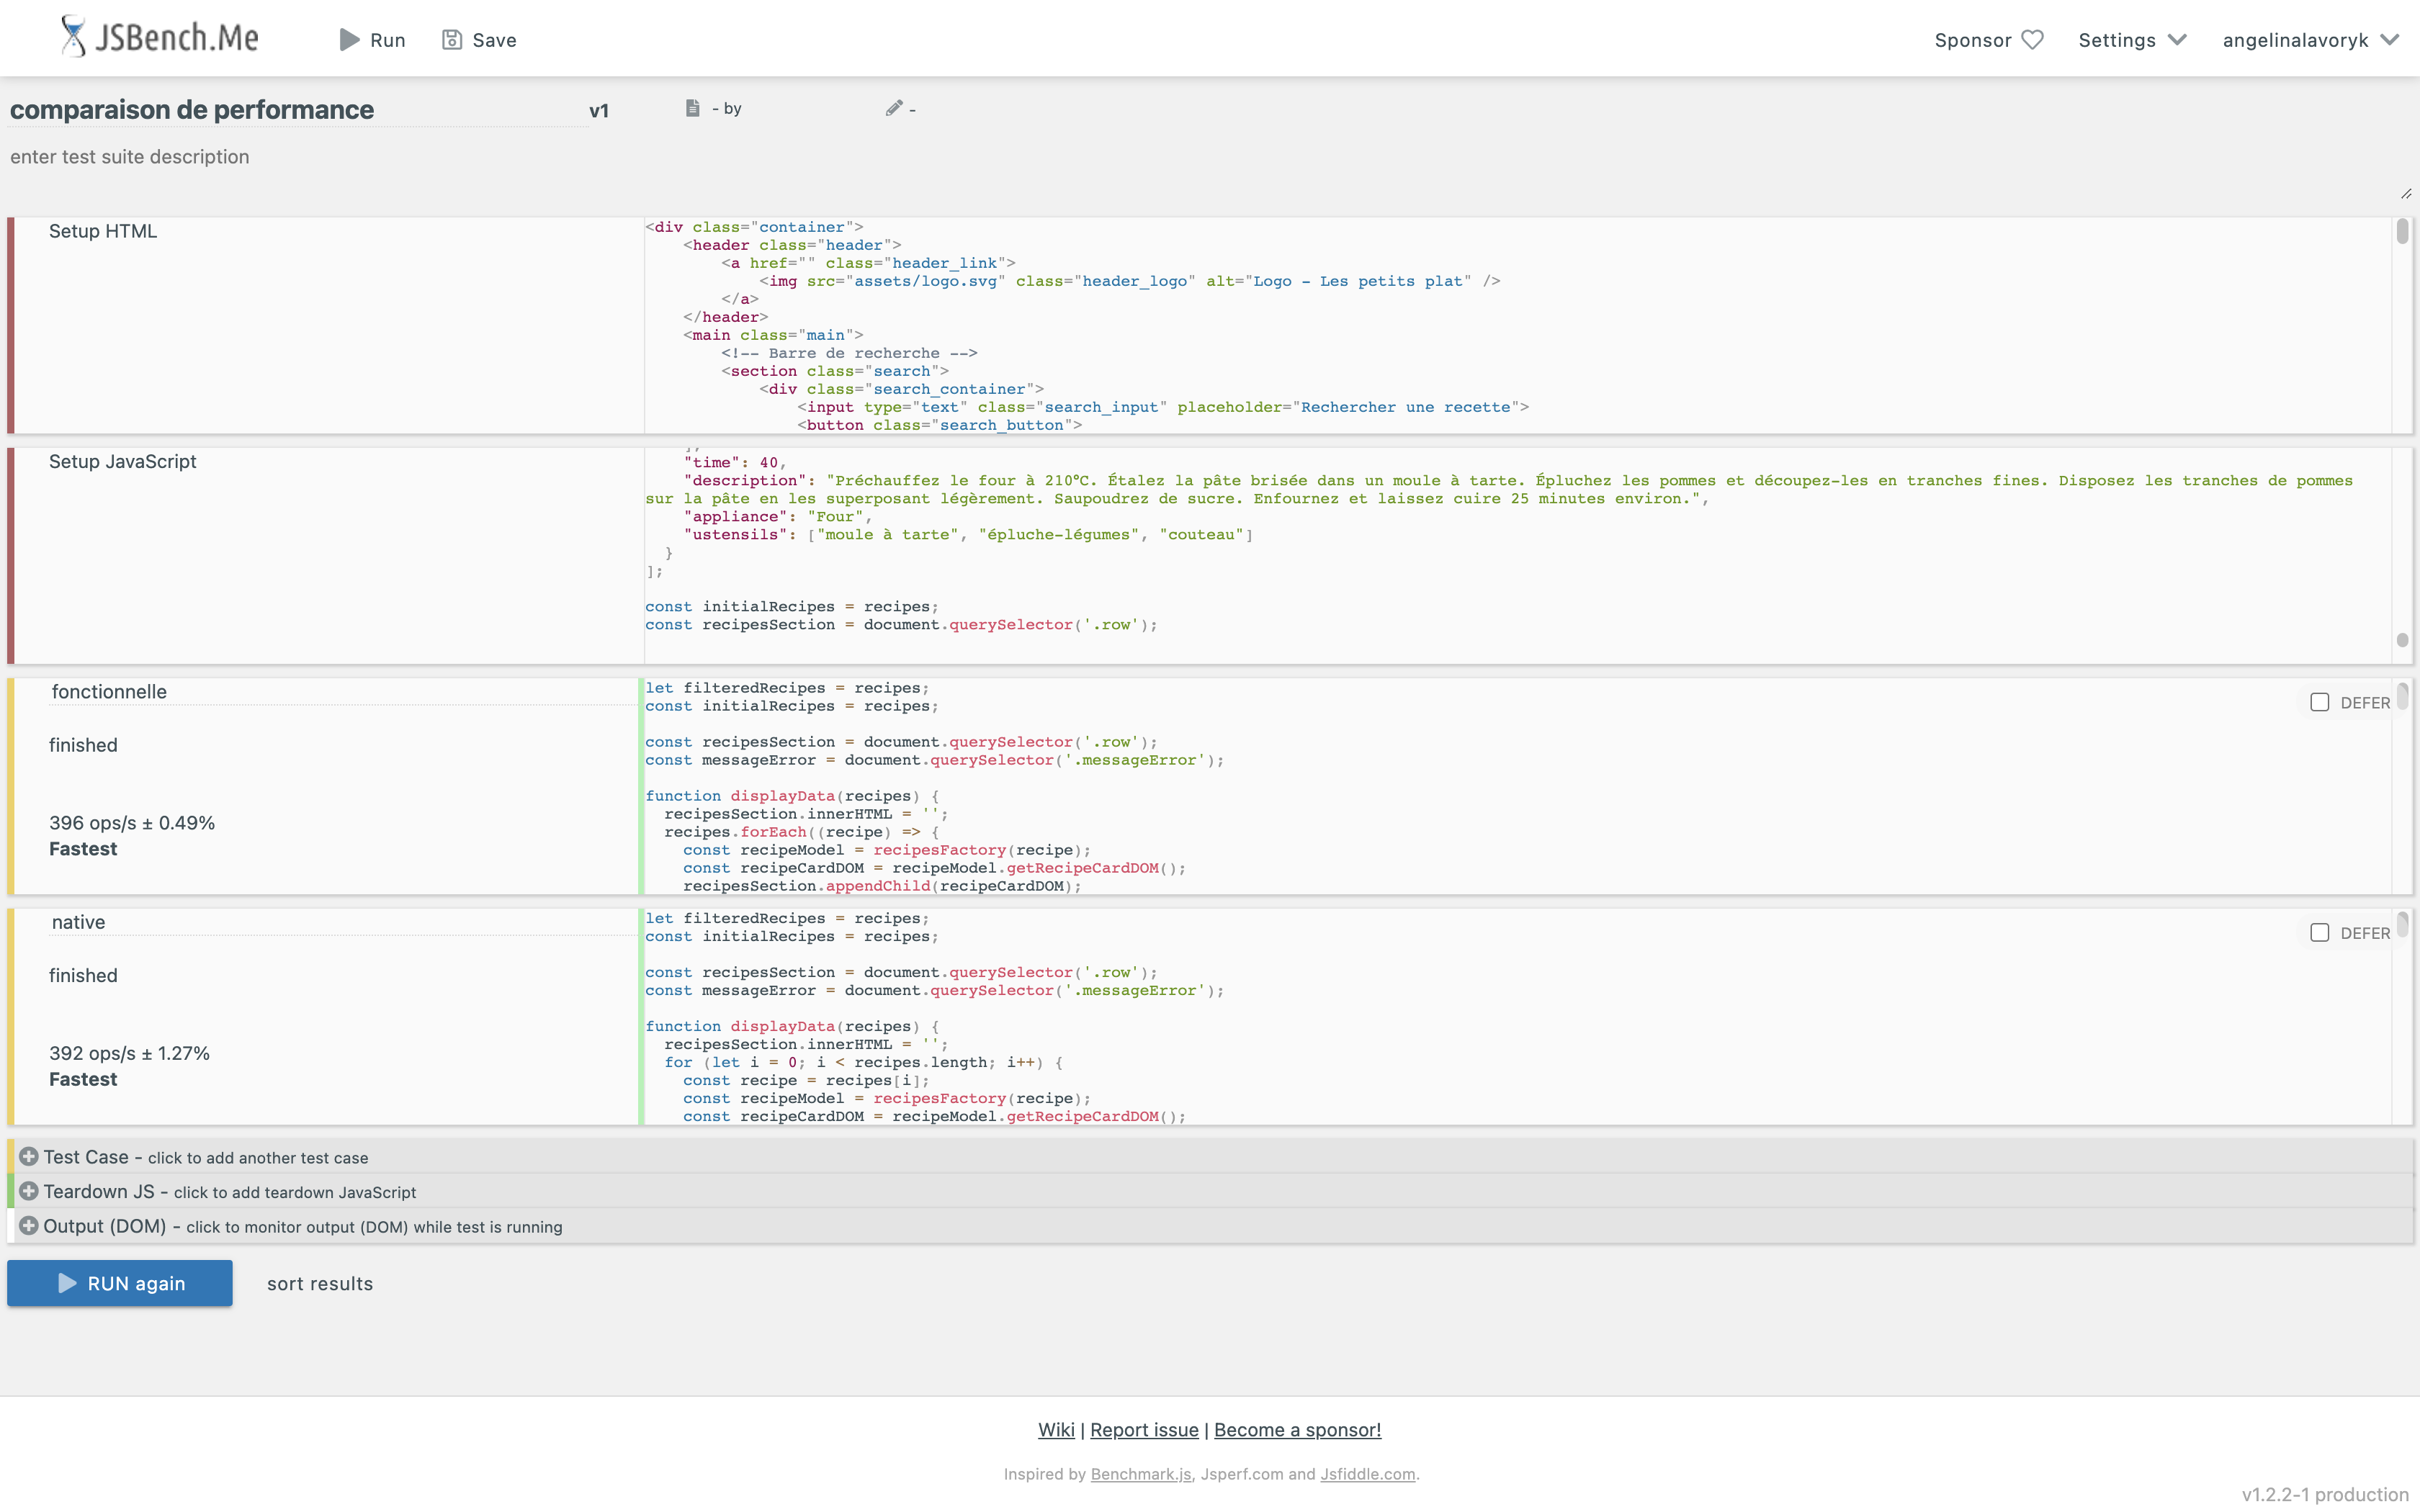 JSBench.Me
Run
Save
Sponsor
Settings
angelinalavoryk
comparaison de performance
v1
- by
-
enter test suite description
Setup HTML
<div class="container">
<header class="header">
<a href="" class="header_link">
<img src="assets/logo.svg" class="header_logo" alt="Logo - Les petits plat" />
</a>
</header>
<main class="main">
<!-- Barre de recherche -->
<section class="search">
<div class="search_container">
<input type="text" class="search_input" placeholder="Rechercher une recette">
<button class="search_button">
Setup JavaScript
],
"time": 40,
"description": "Préchauffez le four à 210°C. Étalez la pâte brisée dans un moule à tarte. Épluchez les pommes et découpez-les en tranches fines. Disposez les tranches de pommes
sur la pâte en les superposant légèrement. Saupoudrez de sucre. Enfournez et laissez cuire 25 minutes environ.",
"appliance": "Four",
"ustensils": ["moule à tarte", "épluche-légumes", "couteau"]
}
];
const initialRecipes = recipes;
const recipesSection = document.querySelector('.row');
fonctionnelle
finished
396 ops/s ± 0.49%
Fastest
let filteredRecipes = recipes;
const initialRecipes = recipes;
const recipesSection = document.querySelector('.row');
const messageError = document.querySelector('.messageError');
function displayData(recipes) {
recipesSection.innerHTML = '';
recipes.forEach((recipe) => {
const recipeModel = recipesFactory(recipe);
const recipeCardDOM = recipeModel.getRecipeCardDOM();
recipesSection.appendChild(recipeCardDOM);
DEFER
native
finished
392 ops/s ± 1.27%
Fastest
let filteredRecipes = recipes;
const initialRecipes = recipes;
const recipesSection = document.querySelector('.row');
const messageError = document.querySelector('.messageError');
function displayData(recipes) {
recipesSection.innerHTML = '';
for (let i = 0; i < recipes.length; i++) {
const recipe = recipes[i];
const recipeModel = recipesFactory(recipe);
const recipeCardDOM = recipeModel.getRecipeCardDOM();
DEFER
Test Case - click to add another test case
Teardown JS - click to add teardown JavaScript
Output (DOM) - click to monitor output (DOM) while test is running
RUN again
sort results
Wiki | Report issue | Become a sponsor!
Inspired by Benchmark.js, Jsperf.com and Jsfiddle.com.
v1.2.2-1 production